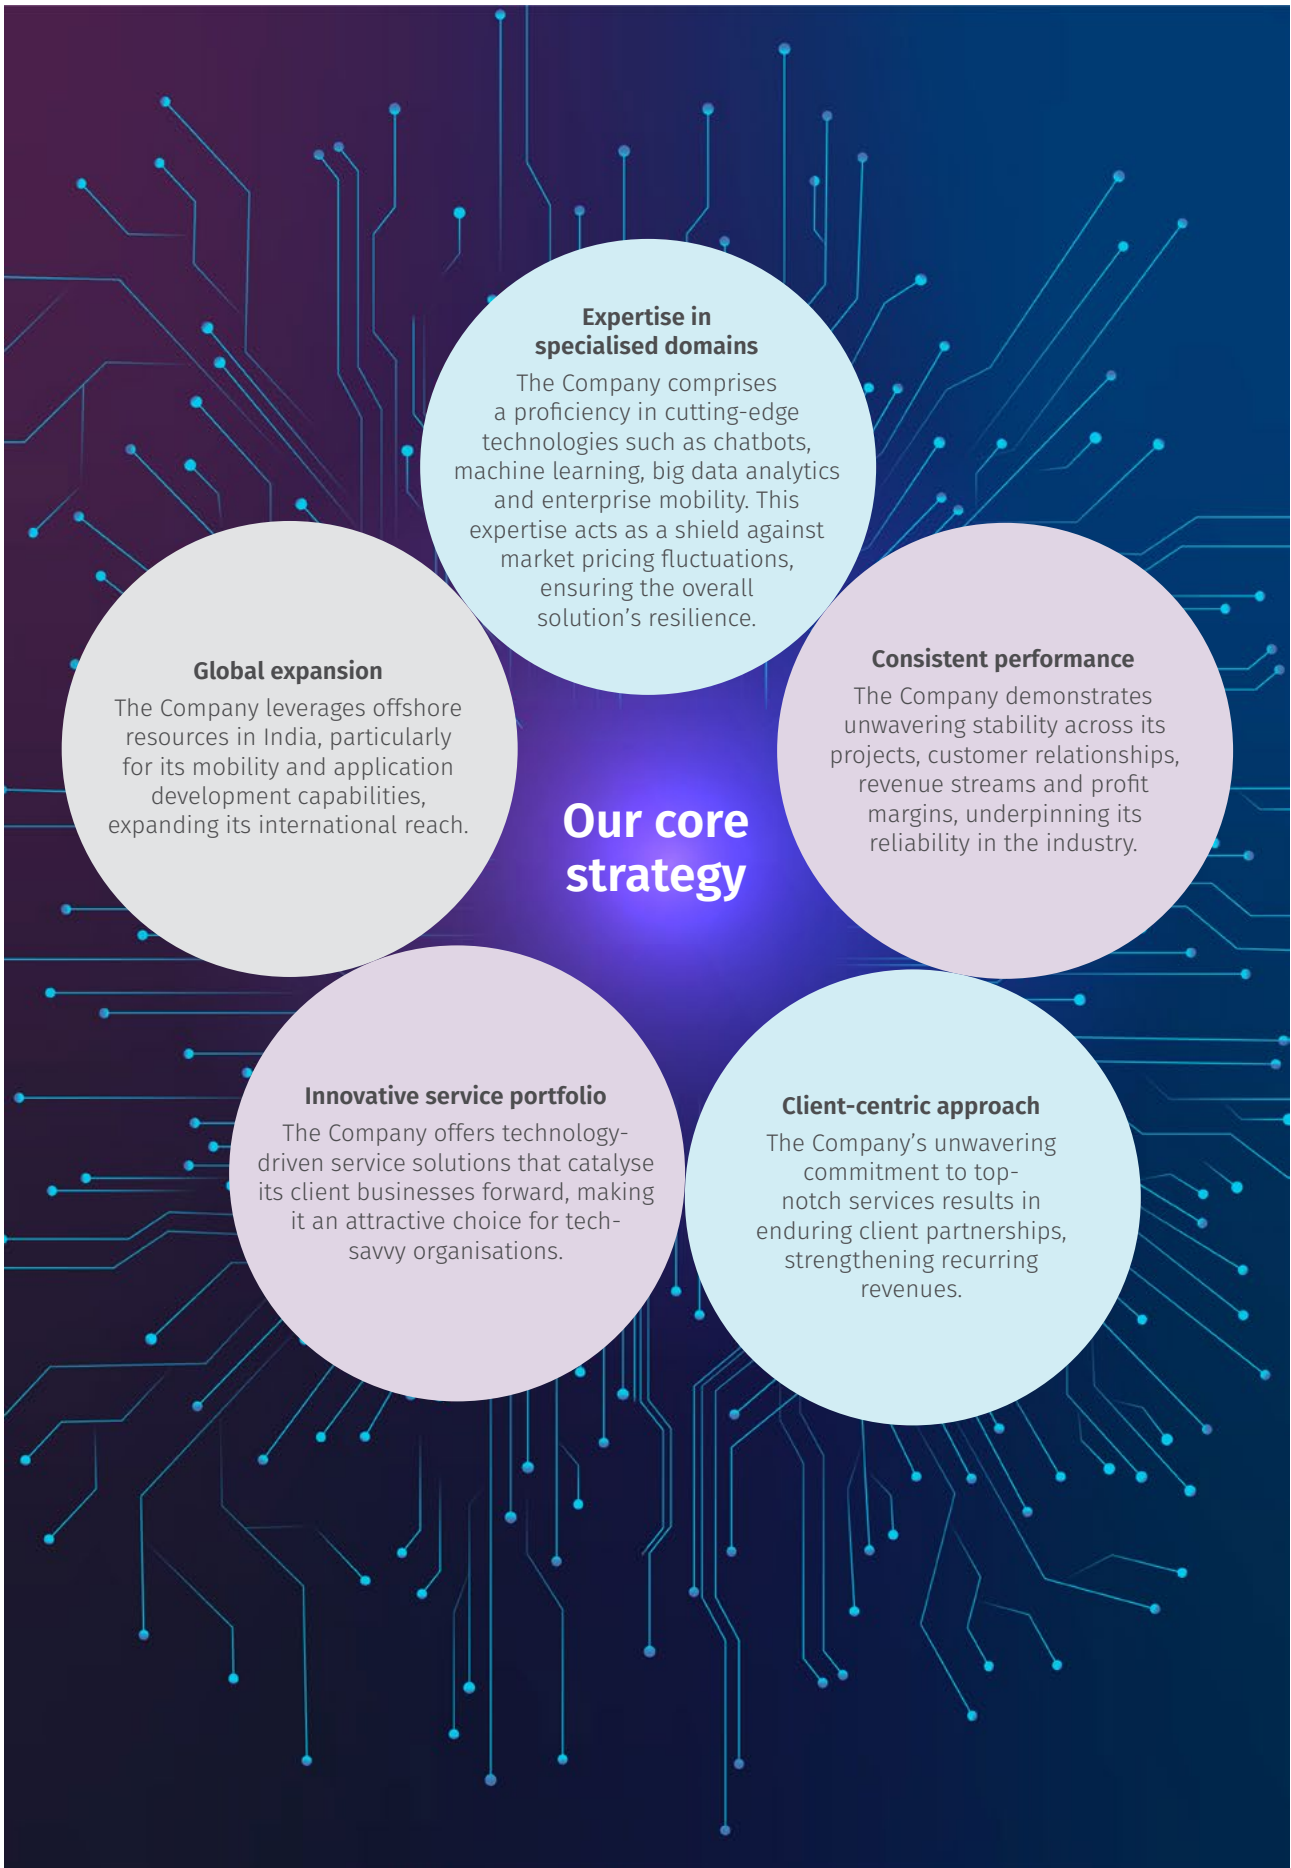 Expertise in
specialised domains
The Company comprises
a proficiency in cutting-edge
technologies such as chatbots,
machine learning, big data analytics
and enterprise mobility. This
expertise acts as a shield against
market pricing fluctuations,
ensuring the overall
solution’s resilience.
Global expansion
The Company leverages offshore
resources in India, particularly
for its mobility and application
development capabilities,
expanding its international reach.
Consistent performance
The Company demonstrates
unwavering stability across its
projects, customer relationships,
revenue streams and profit
margins, underpinning its
reliability in the industry.
Our core
strategy
Innovative service portfolio
The Company offers technology-
driven service solutions that catalyse
its client businesses forward, making
it an attractive choice for tech-
savvy organisations.
Client-centric approach
The Company’s unwavering
commitment to top-
notch services results in
enduring client partnerships,
strengthening recurring
revenues.